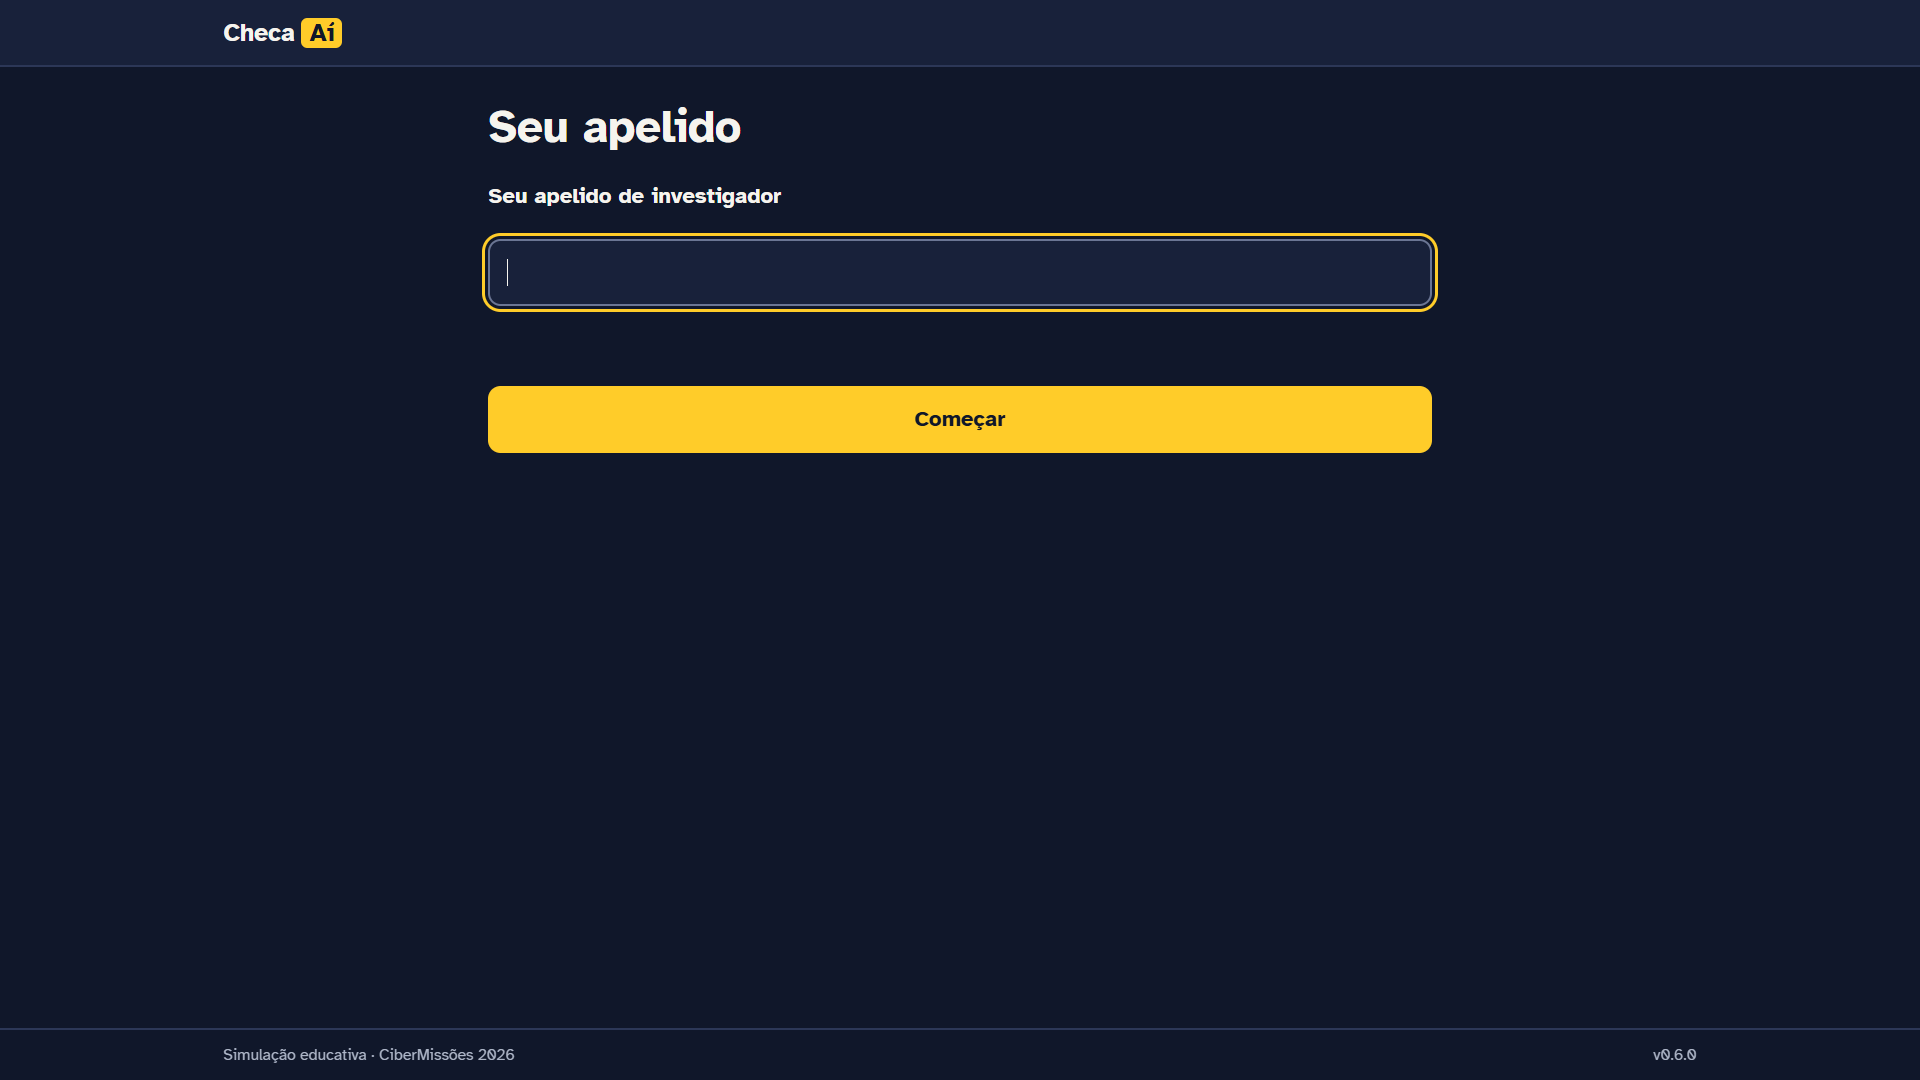 Checa Aí
Seu apelido
Seu apelido de investigador
Começar
Simulação educativa · CiberMissões 2026
v0.6.0